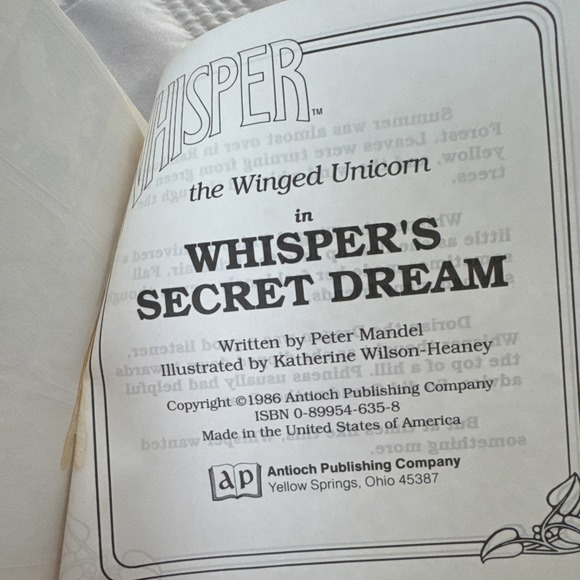 WHISPER™
the Winged Unicorn
in
WHISPER'S
SECRET DREAM
Written by Peter Mandel
Illustrated by Katherine Wilson-Heaney
Copyright ©1986 Antioch Publishing Company
ISBN 0-89954-635-8
Made in the United States of America
ap
Antioch Publishing Company
Yellow Springs, Ohio 45387